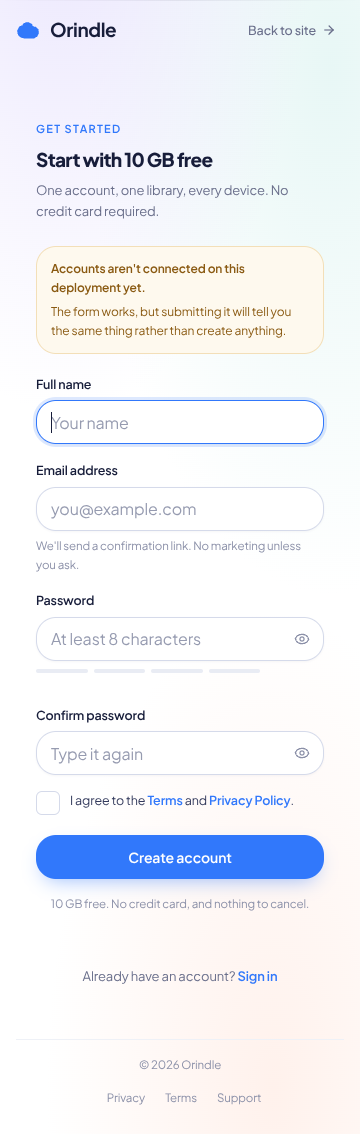 Orindle
Back to site →
GET STARTED
Start with 10 GB free
One account, one library, every device. No
credit card required.
Accounts aren't connected on this
deployment yet.
The form works, but submitting it will tell you
the same thing rather than create anything.
Full name
Your name
Email address
you@example.com
We'll send a confirmation link. No marketing unless
you ask.
Password
At least 8 characters
Confirm password
Type it again
I agree to the Terms and Privacy Policy.
Create account
10 GB free. No credit card, and nothing to cancel.
Already have an account? Sign in
© 2026 Orindle
Privacy Terms Support